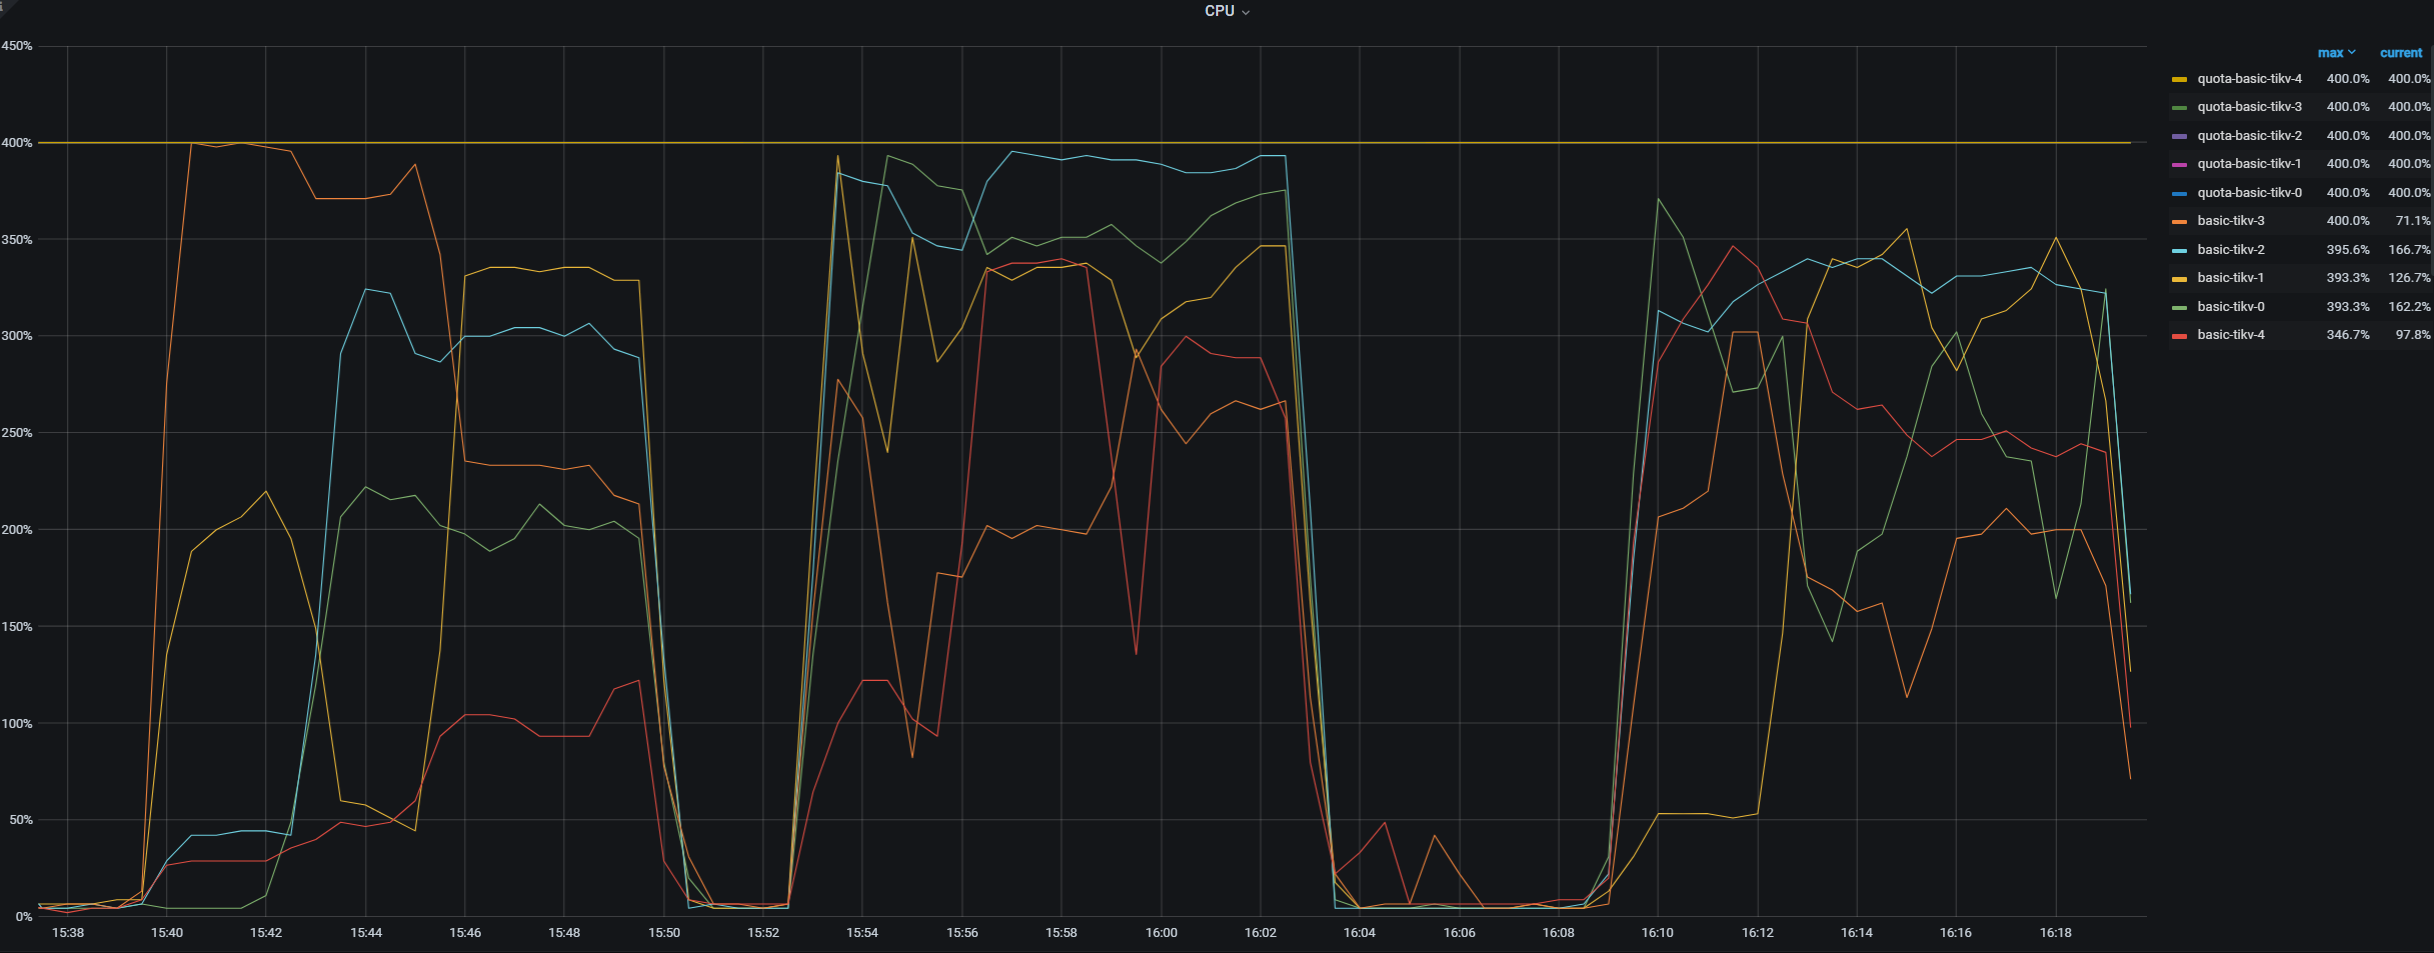 CPU
450%
400%
350%
300%
250%
200%
150%
100%
50%
0%
15:38 15:40 15:42 15:44 15:46 15:48 15:50 15:52 15:54 15:56 15:58 16:00 16:02 16:04 16:06 16:08 16:10 16:12 16:14 16:16 16:18
max current
quota-basic-tikv-4 400.0% 400.0%
quota-basic-tikv-3 400.0% 400.0%
quota-basic-tikv-2 400.0% 400.0%
quota-basic-tikv-1 400.0% 400.0%
quota-basic-tikv-0 400.0% 400.0%
basic-tikv-3 400.0% 71.1%
basic-tikv-2 395.6% 166.7%
basic-tikv-1 393.3% 126.7%
basic-tikv-0 393.3% 162.2%
basic-tikv-4 346.7% 97.8%